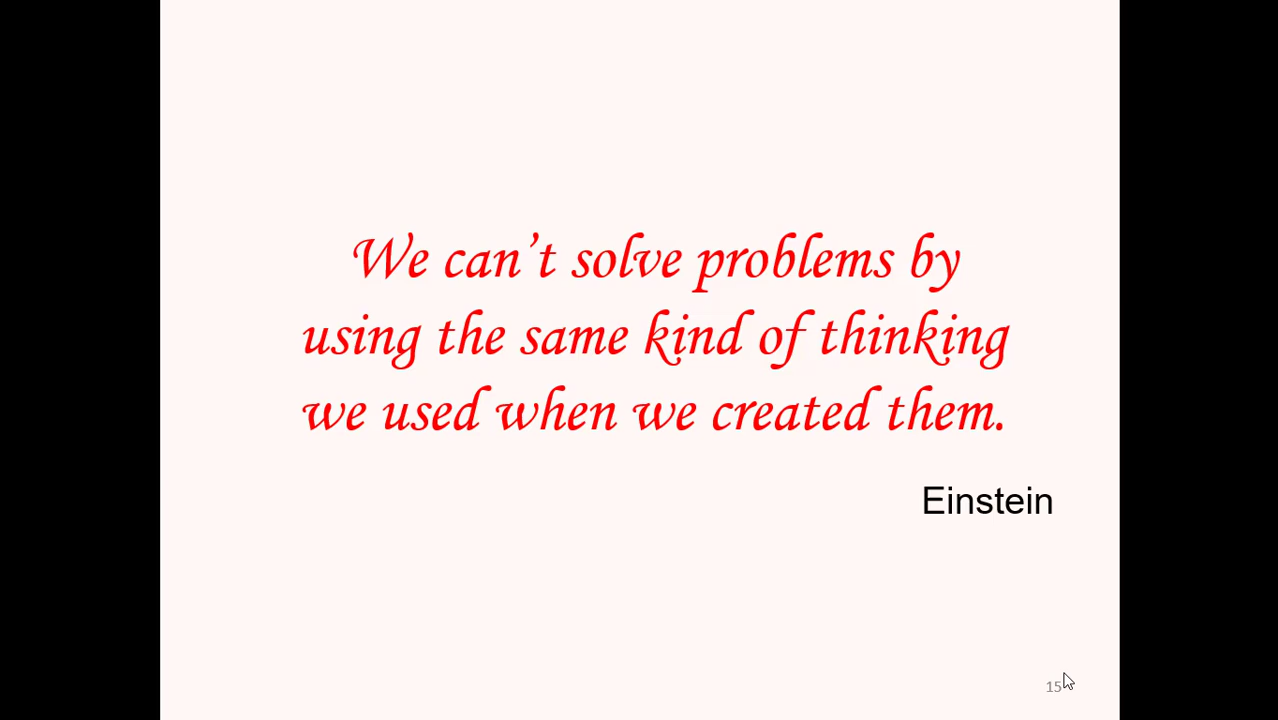 We can’t solve problems by
using the same kind of thinking
we used when we created them.
Einstein
15